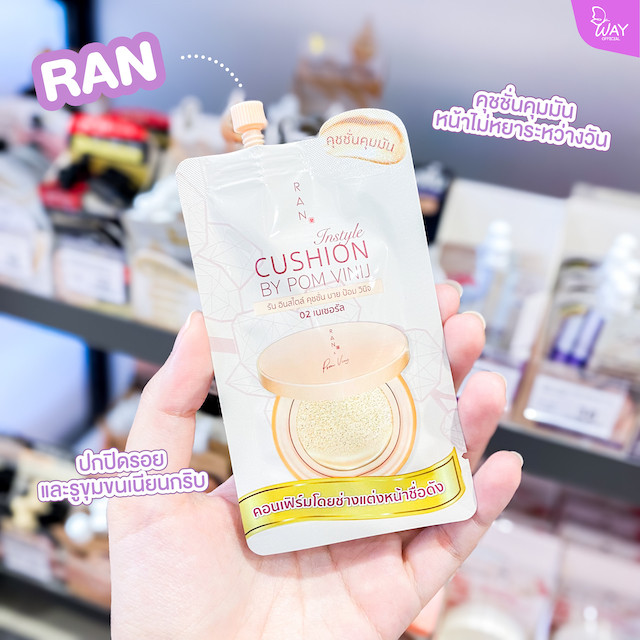 WAY
OFFICIAL
RAN
คุชชั่นคุมมัน
หน้าไม่หยาระหว่างวัน
คุชชั่นคุมมัน
RAN
Instyle
CUSHION
BY POM VINIJ
รัน อินสไตล์ คุชชั่น บาย ป้อม วินิจ
02 เนเชอรัล
RAN
Pom Vinij
ปกปิดรอย
และรูขุมขนเนียนกริบ
คอนเฟิร์มโดยช่างแต่งหน้าชื่อดัง